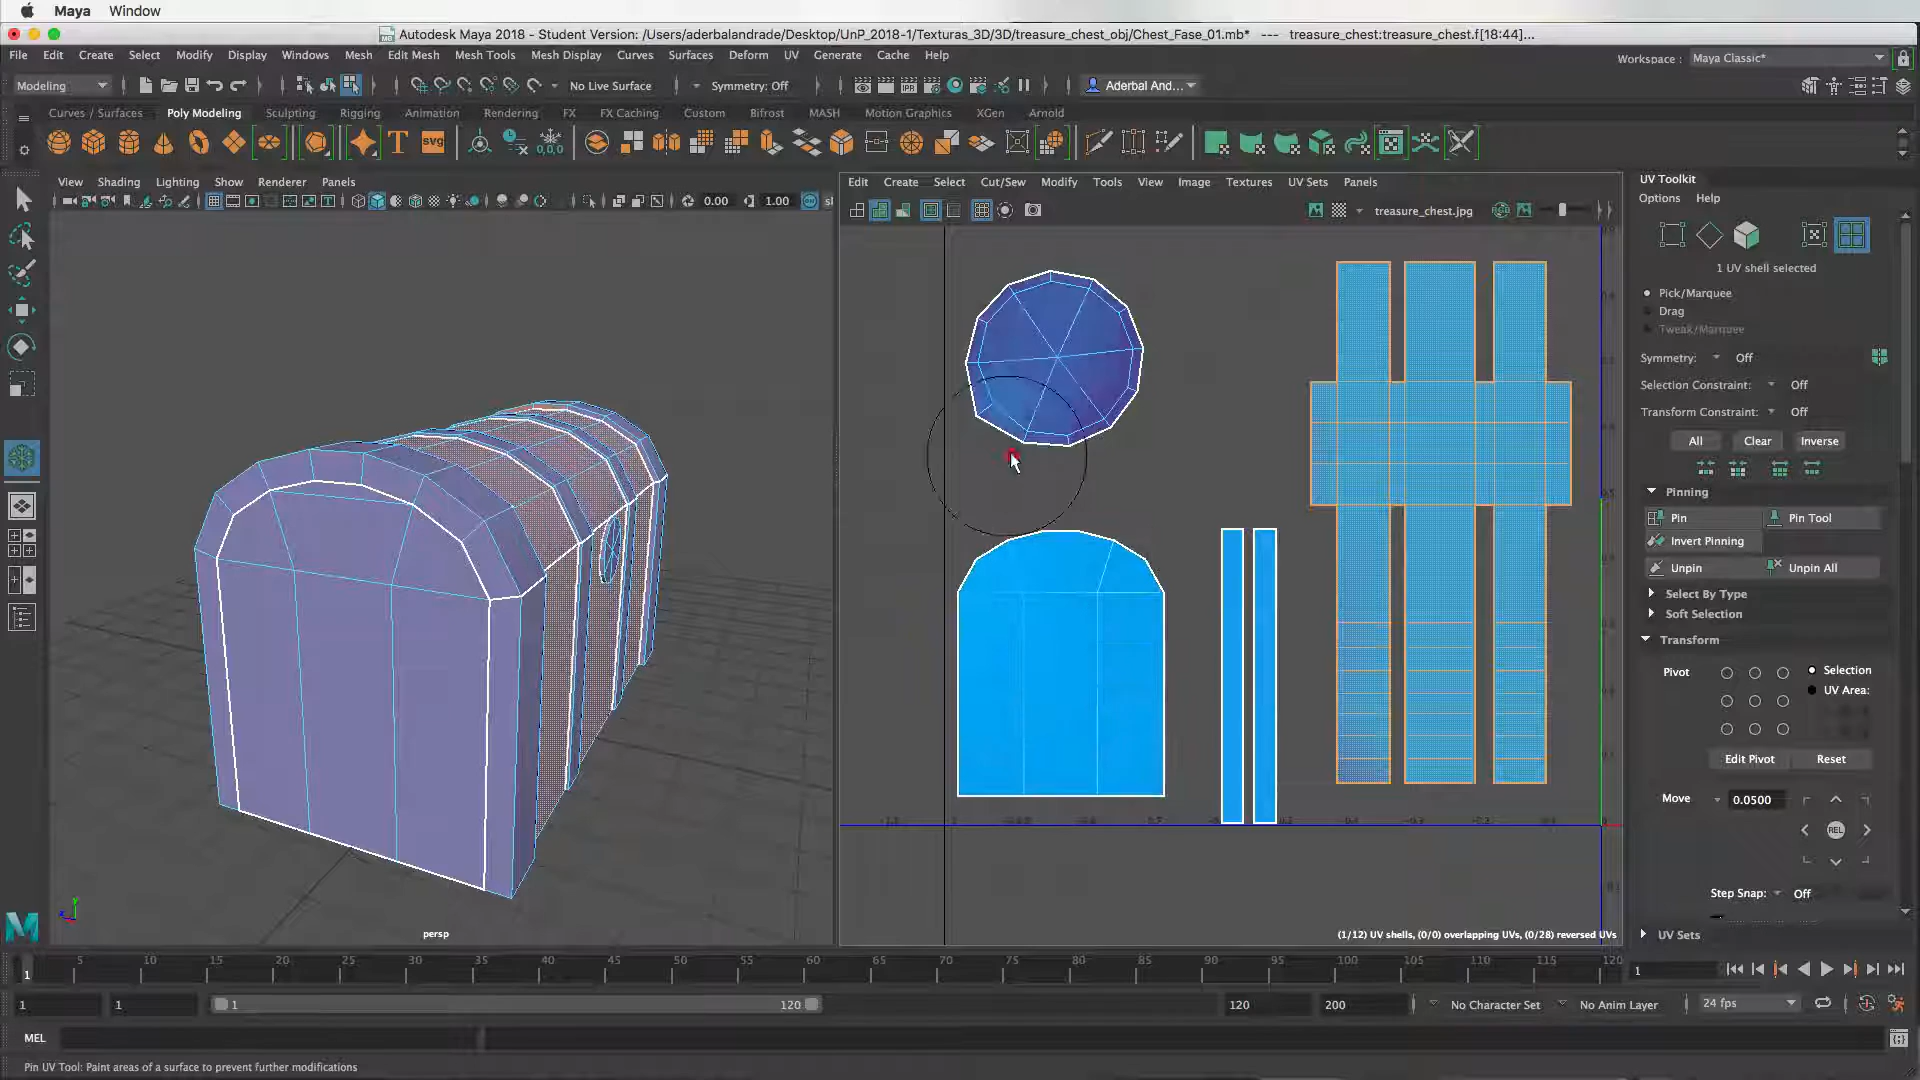 Maya Window
Autodesk Maya 2018 - Student Version: /Users/aderbalandrade/Desktop/UnP_2018-1/Texturas_3D/3D/treasure_chest_obj/Chest_Fase_01.mb* --- treasure_chest:treasure_chest.f[18:44]...
File Edit Create Select Modify Display Windows Mesh Edit Mesh Mesh Tools Mesh Display Curves Surfaces Deform UV Generate Cache Help
Workspace : Maya Classic*
Modeling No Live Surface Symmetry: Off Aderbal And...
Curves / Surfaces Poly Modeling Sculpting Rigging Animation Rendering FX FX Caching Custom Bifrost MASH Motion Graphics XGen Arnold
T SVG 0,0,0
View Shading Lighting Show Renderer Panels
0.00 1.00
Edit Create Select Cut/Sew Modify Tools View Image Textures UV Sets Panels
treasure_chest.jpg
persp
(1/12) UV shells, (0/0) overlapping UVs, (0/28) reversed UVs
UV Toolkit
Options Help
1 UV shell selected
Pick/Marquee
Drag
Tweak/Marquee
Symmetry: Off
Selection Constraint: Off
Transform Constraint: Off
All Clear Inverse
Pinning
Pin Pin Tool
Invert Pinning
Unpin Unpin All
Select By Type
Soft Selection
Transform
Pivot Selection
UV Area:
Edit Pivot Reset
Move 0.0500
REL
Step Snap: Off
UV Sets
5 10 15 20 25 30 35 40 45 50 55 60 65 70 75 80 85 90 95 100 105 110 115 120
1 1
1 1 1 120 120 200 No Character Set No Anim Layer 24 fps
MEL
Pin UV Tool: Paint areas of a surface to prevent further modifications